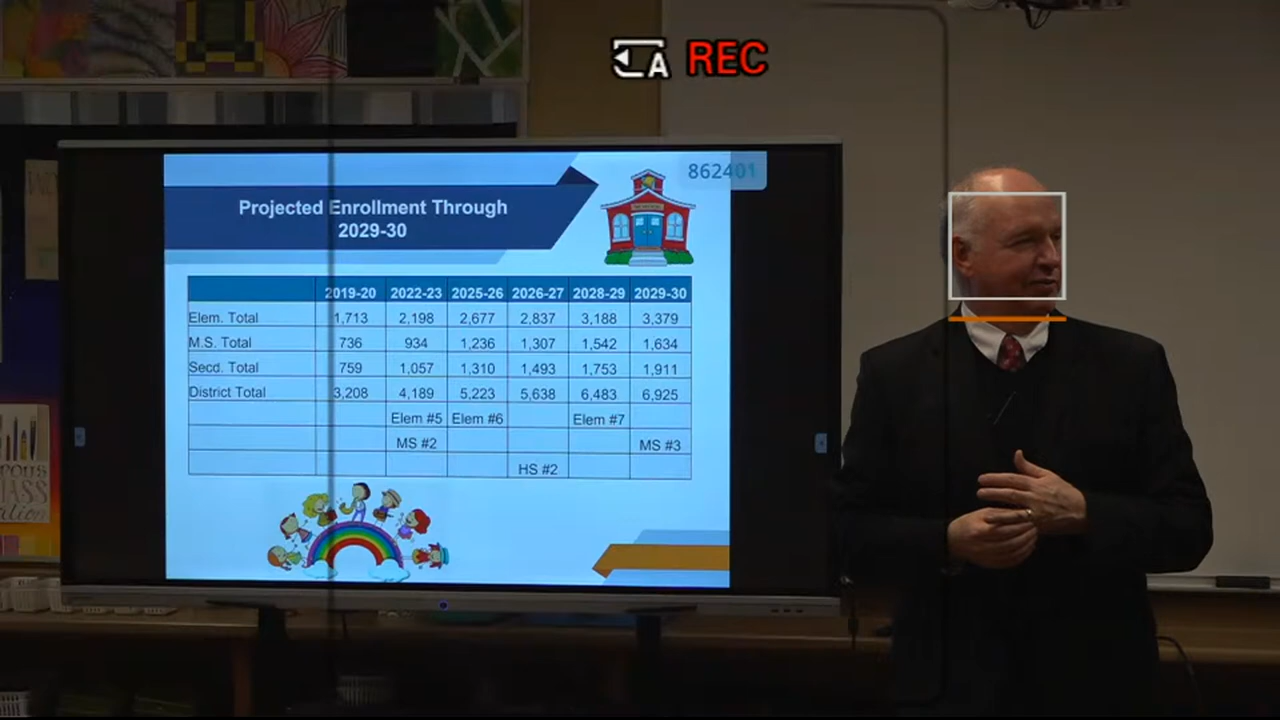 A REC
862401
Projected Enrollment Through
2029-30
2019-20 2022-23 2025-26 2026-27 2028-29 2029-30
Elem. Total 1,713 2,198 2,677 2,837 3,188 3,379
M.S. Total 736 934 1,236 1,307 1,542 1,634
Secd. Total 759 1,057 1,310 1,493 1,753 1,911
District Total 3,208 4,189 5,223 5,638 6,483 6,925
Elem #5 Elem #6 Elem #7
MS #2 MS #3
HS #2